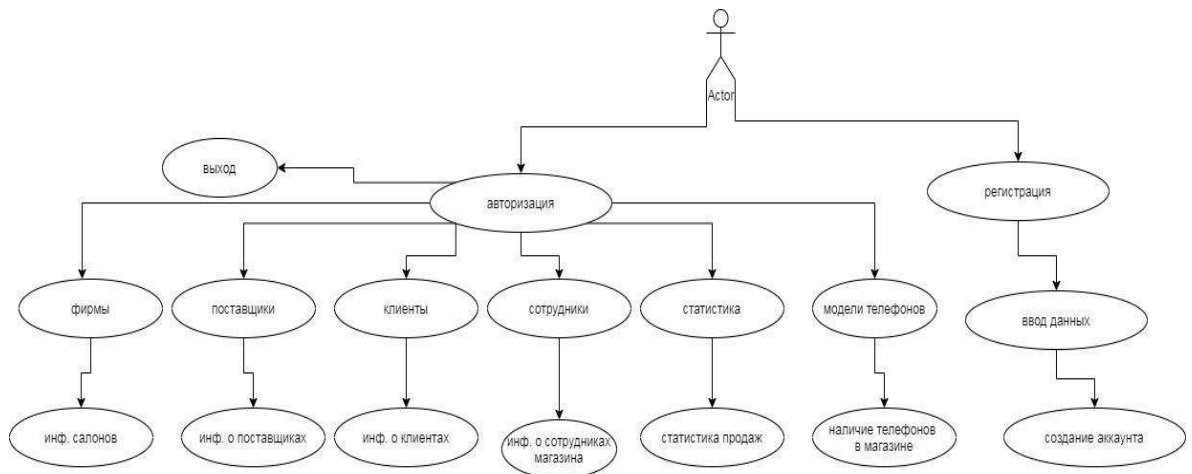 Actor
выход
авторизация
регистрация
фирмы
поставщики
клиенты
сотрудники
статистика
модели телефонов
ввод данных
инф. салонов
инф. о поставщиках
инф. о клиентах
инф. о сотрудниках
магазина
статистика продаж
наличие телефонов
в магазине
создание аккаунта